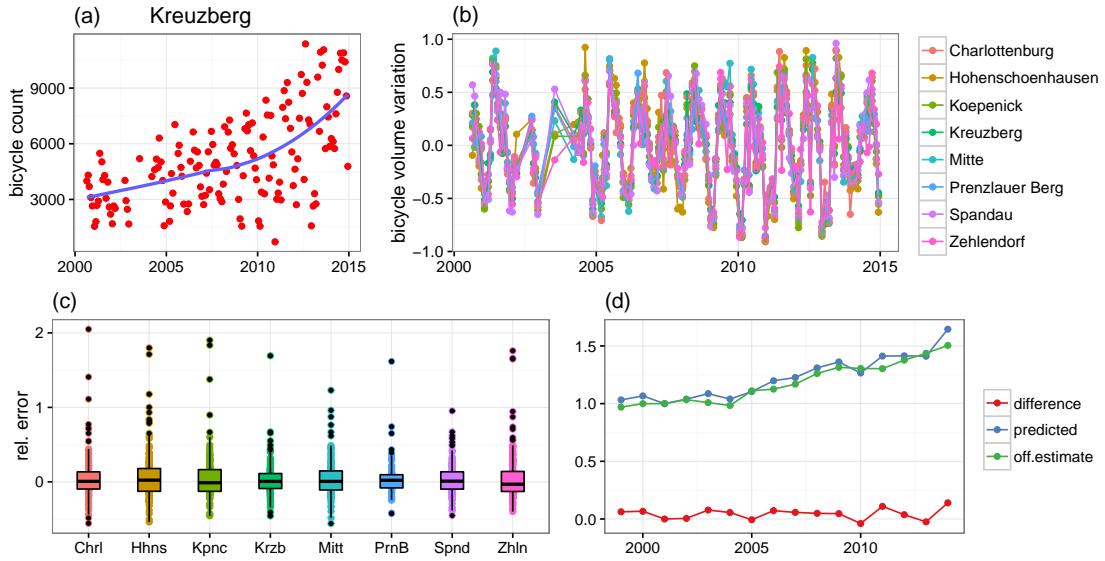 (a) Kreuzberg
bicycle count
9000
6000
3000
2000 2005 2010 2015
(b)
bicycle volume variation
1.0
0.5
0.0
−0.5
−1.0
2000 2005 2010 2015
Charlottenburg
Hohenschoenhausen
Koepenick
Kreuzberg
Mitte
Prenzlauer Berg
Spandau
Zehlendorf
(c)
rel. error
2
1
0
Chrl Hhns Kpnc Krzb Mitt PrnB Spnd Zhln
(d)
1.5
1.0
0.5
0.0
2000 2005 2010
difference
predicted
off.estimate